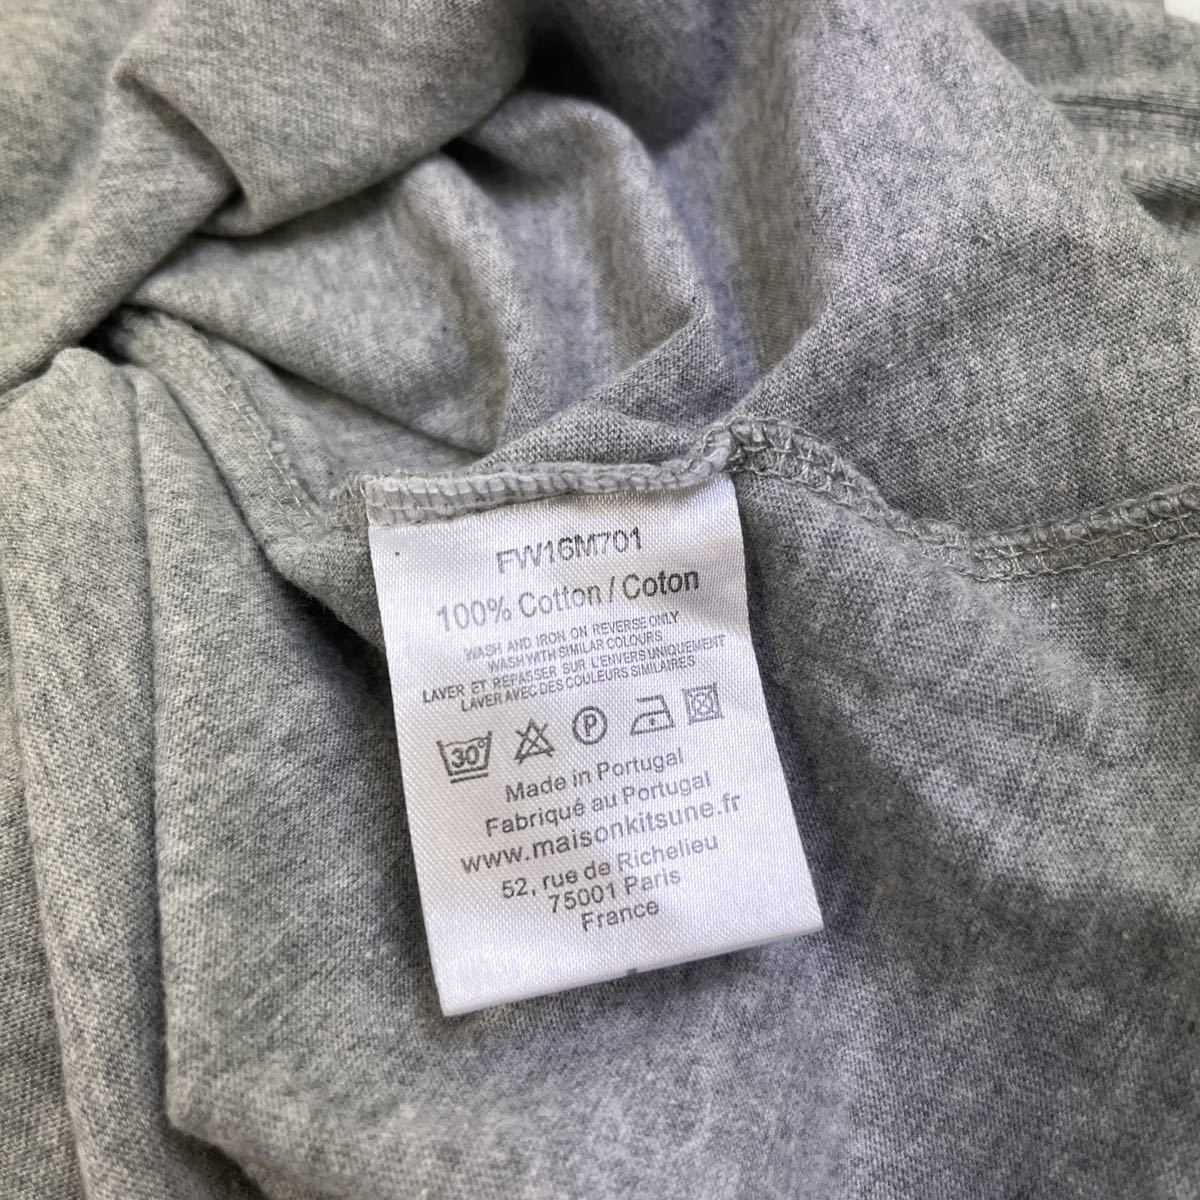 FW16M701
100% Cotton / Coton
WASH AND IRON ON REVERSE ONLY
WASH WITH SIMILAR COLOURS
LAVER ET REPASSER SUR L'ENVERS UNIQUEMENT
LAVER AVEC DES COULEURS SIMILAIRES
30° P
Made in Portugal
Fabriqué au Portugal
www.maisonkitsune.fr
52, rue de Richelieu
75001 Paris
France